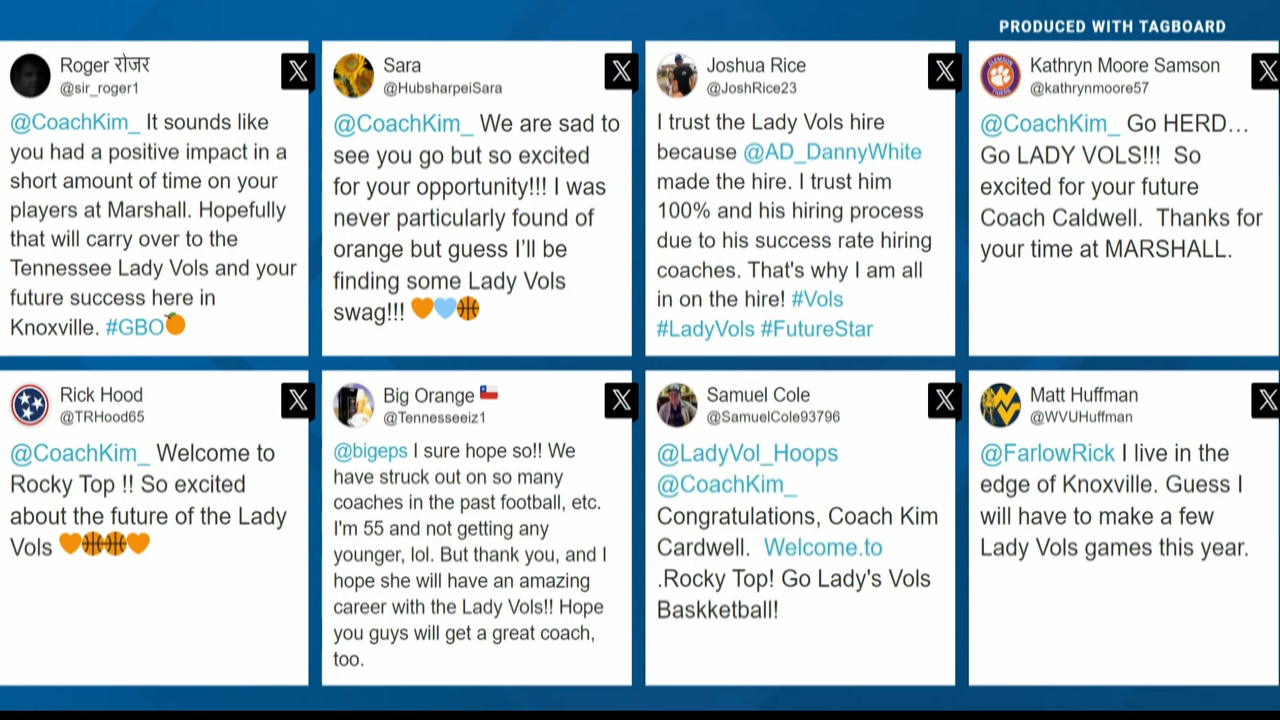 PRODUCED WITH TAGBOARD
Roger रोजर
@sir_roger1
@CoachKim_ It sounds like
you had a positive impact in a
short amount of time on your
players at Marshall. Hopefully
that will carry over to the
Tennessee Lady Vols and your
future success here in
Knoxville. #GBO🍊
Sara
@HubsharpeiSara
@CoachKim_ We are sad to
see you go but so excited
for your opportunity!!! I was
never particularly found of
orange but guess I’ll be
finding some Lady Vols
swag!!! 🧡🩵🏀
Joshua Rice
@JoshRice23
I trust the Lady Vols hire
because @AD_DannyWhite
made the hire. I trust him
100% and his hiring process
due to his success rate hiring
coaches. That's why I am all
in on the hire! #Vols
#LadyVols #FutureStar
Kathryn Moore Samson
@kathrynmoore57
@CoachKim_ Go HERD…
Go LADY VOLS!!! So
excited for your future
Coach Caldwell. Thanks for
your time at MARSHALL.
Rick Hood
@TRHood65
@CoachKim_ Welcome to
Rocky Top !! So excited
about the future of the Lady
Vols 🧡🏀🏀🧡
Big Orange 🇨🇱
@Tennesseeiz1
@bigeps I sure hope so!! We
have struck out on so many
coaches in the past football, etc.
I'm 55 and not getting any
younger, lol. But thank you, and I
hope she will have an amazing
career with the Lady Vols!! Hope
you guys will get a great coach,
too.
Samuel Cole
@SamuelCole93796
@LadyVol_Hoops
@CoachKim_
Congratulations, Coach Kim
Cardwell. Welcome.to
.Rocky Top! Go Lady's Vols
Baskketball!
Matt Huffman
@WVUHuffman
@FarlowRick I live in the
edge of Knoxville. Guess I
will have to make a few
Lady Vols games this year.